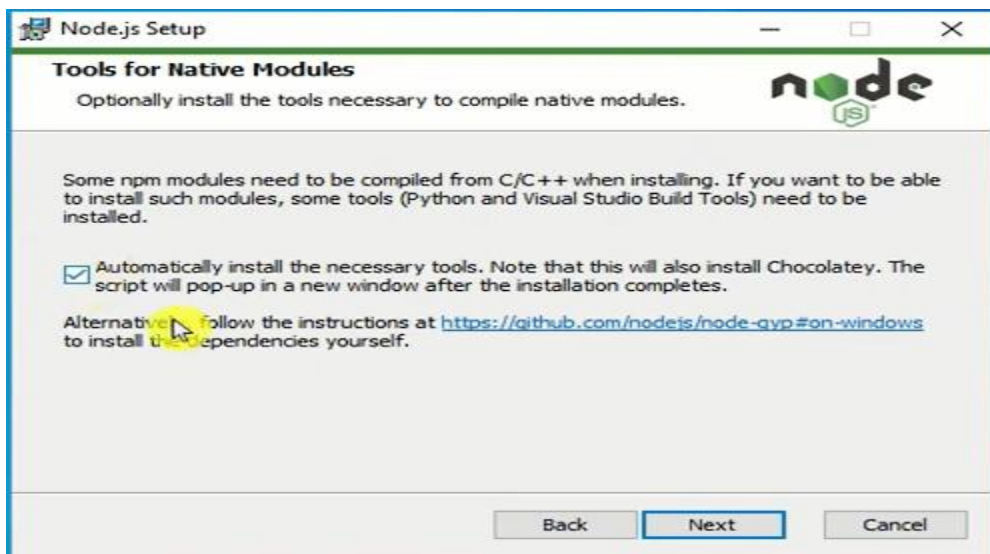 Node.js Setup
Tools for Native Modules
Optionally install the tools necessary to compile native modules.
node
JS
Some npm modules need to be compiled from C/C++ when installing. If you want to be able
to install such modules, some tools (Python and Visual Studio Build Tools) need to be
installed.
Automatically install the necessary tools. Note that this will also install Chocolatey. The
script will pop-up in a new window after the installation completes.
Alternatively, follow the instructions at https://github.com/nodejs/node-gyp#on-windows
to install the dependencies yourself.
Back Next Cancel